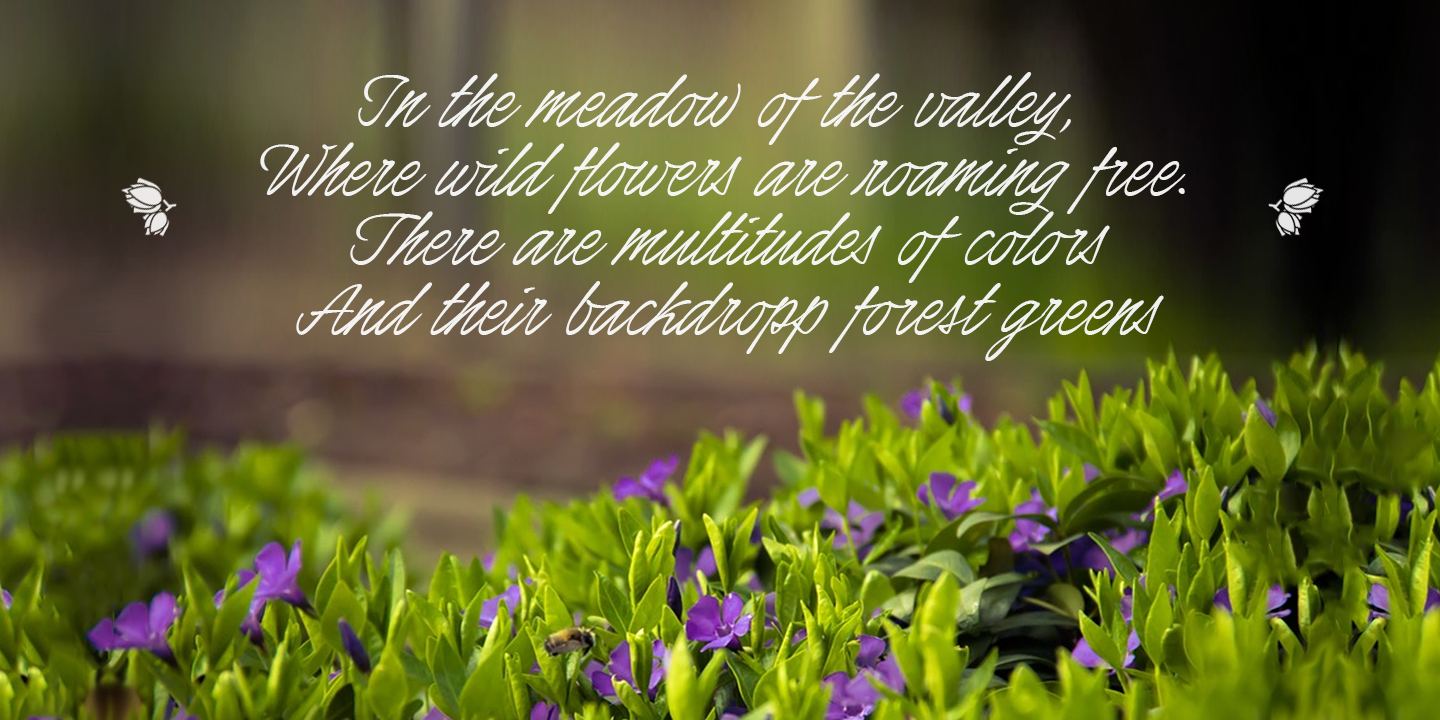 In the meadow of the valley,
Where wild flowers are roaming free.
There are multitudes of colors
And their backdropp forest greens